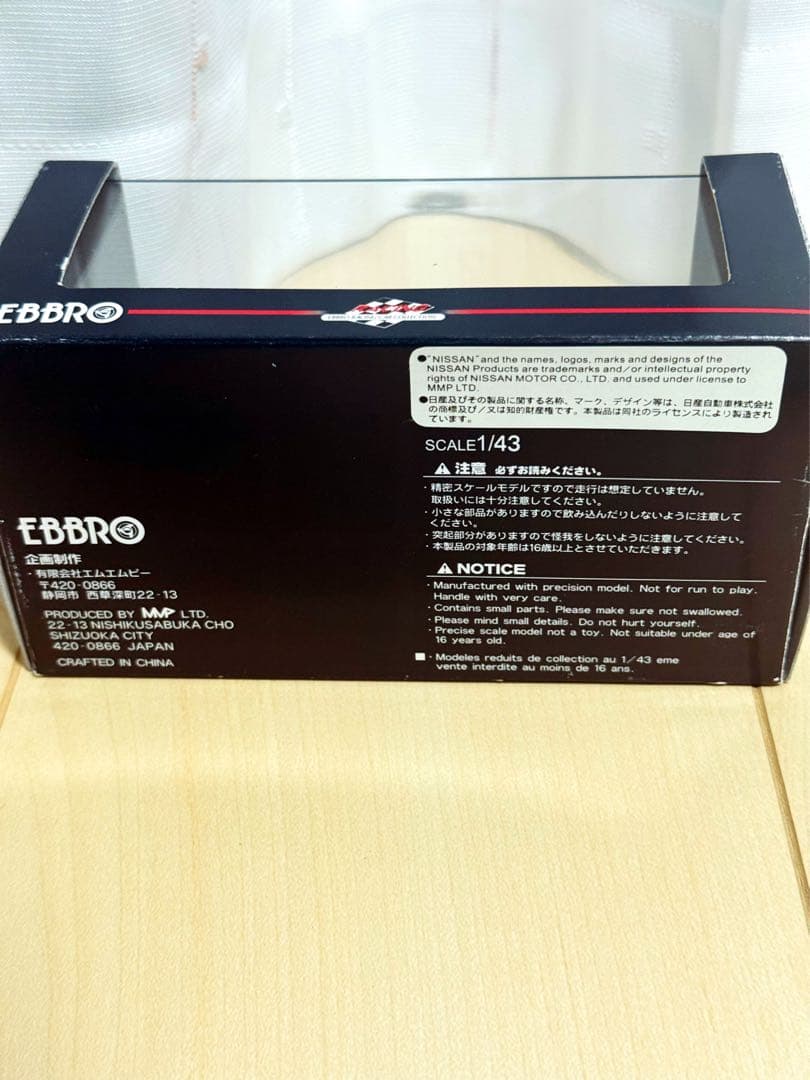 EBBRO
EBBRO RACING CAR COLLECTION
●"NISSAN" and the names, logos, marks and designs of the
NISSAN Products are trademarks and/or intellectual property
rights of NISSAN MOTOR CO., LTD. and used under license to
MMP LTD.
●日産及びその製品に関する名称、マーク、デザイン等は、日産自動車株式会社
の商標及び/又は知的財産権です。本製品は同社のライセンスにより製造され
ています。
SCALE1/43
⚠注意 必ずお読みください。
・精密スケールモデルですので走行は想定していません。
取扱いには十分注意してください。
・小さな部品がありますので飲み込んだりしないように注意して
ください。
・突起部分がありますので怪我をしないように注意してください。
・本製品の対象年齢は16歳以上とさせていただきます。
⚠NOTICE
・Manufactured with precision model. Not for run to play.
Handle with very care.
・Contains small parts. Please make sure not swallowed.
・Please mind small details. Do not hurt yourself.
・Precise scale model not a toy. Not suitable under age of
16 years old.
■・Modeles reduits de collection au 1/43 eme
vente interdite au moins de 16 ans.
EBBRO
企画制作
・有限会社エムエムピー
〒420-0866
静岡市 西草深町22-13
PRODUCED BY MMP LTD.
22-13 NISHIKUSABUKA CHO
SHIZUOKA CITY
420-0866 JAPAN
CRAFTED IN CHINA